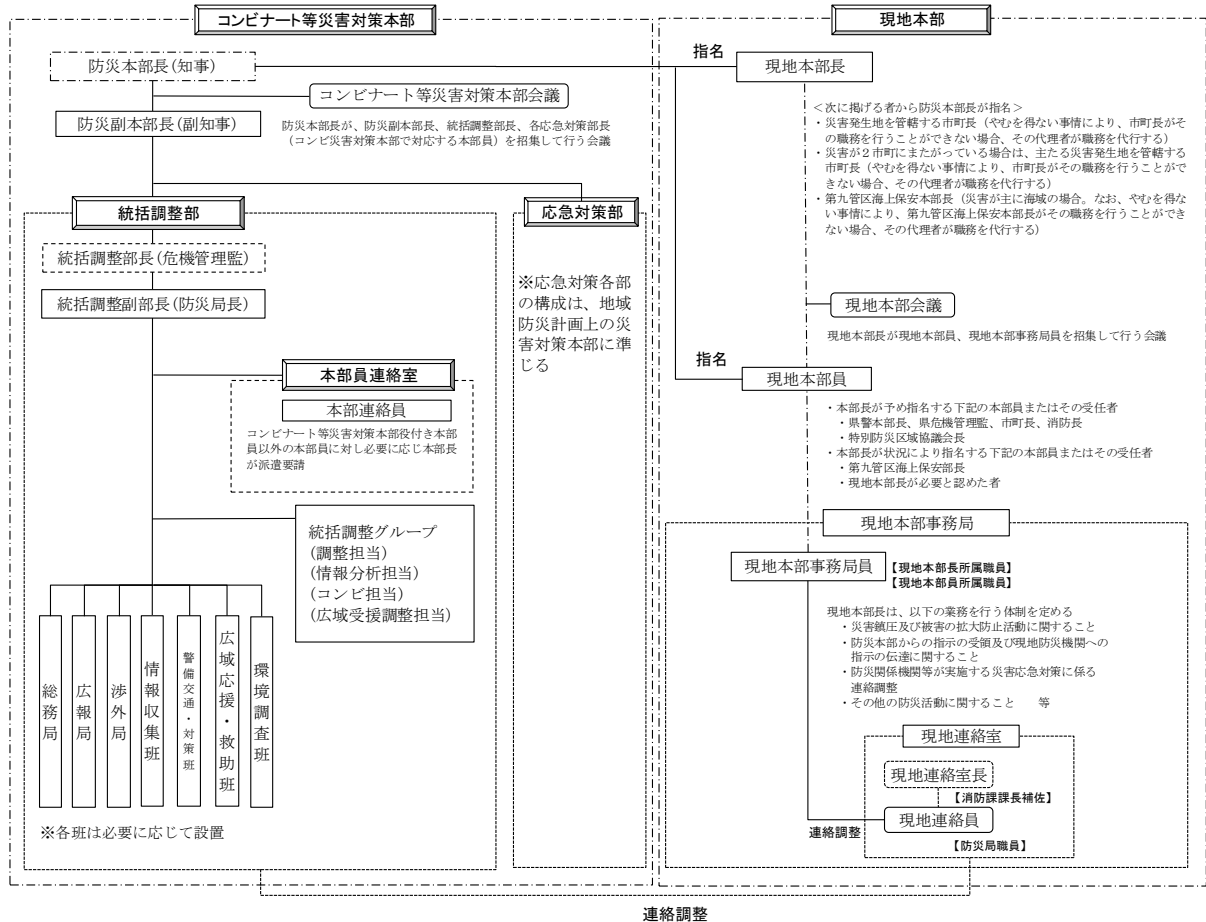 コンビナート等災害対策本部
防災本部長(知事)
コンビナート等災害対策本部会議
防災副本部長(副知事)
防災本部長が、防災副本部長、統括調整部長、各応急対策部長
（コンビ災害対策本部で対応する本部員）を招集して行う会議
統括調整部
統括調整部長(危機管理監)
統括調整副部長(防災局長)
本部員連絡室
本部連絡員
コンビナート等災害対策本部役付き本部
員以外の本部員に対し必要に応じ本部長
が派遣要請
統括調整グループ
(調整担当)
(情報分析担当)
(コンビ担当)
(広域受援調整担当)
総務局
広報局
渉外局
情報収集班
警備交通・対策班
広域応援・救助班
環境調査班
※各班は必要に応じて設置
応急対策部
※応急対策各部
の構成は、地域
防災計画上の災
害対策本部に準
じる
現地本部
指名
現地本部長
＜次に掲げる者から防災本部長が指名＞
・災害発生地を管轄する市町長（やむを得ない事情により、市町長がそ
の職務を行うことができない場合、その代理者が職務を代行する）
・災害が２市町にまたがっている場合は、主たる災害発生地を管轄する
市町長（やむを得ない事情により、市町長がその職務を行うことがで
きない場合、その代理者が職務を代行する）
・第九管区海上保安本部長（災害が主に海域の場合。なお、やむを得な
い事情により、第九管区海上保安本部長がその職務を行うことができ
ない場合、その代理者が職務を代行する）
現地本部会議
現地本部長が現地本部員、現地本部事務局員を招集して行う会議
指名
現地本部員
・本部長が予め指名する下記の本部員またはその受任者
・県警本部長、県危機管理監、市町長、消防長
・特別防災区域協議会長
・本部長が状況により指名する下記の本部員またはその受任者
・第九管区海上保安部長
・現地本部長が必要と認めた者
現地本部事務局
現地本部事務局員
【現地本部長所属職員】
【現地本部員所属職員】
現地本部長は、以下の業務を行う体制を定める
・災害鎮圧及び被害の拡大防止活動に関すること
・防災本部からの指示の受領及び現地防災機関への
指示の伝達に関すること
・防災関係機関等が実施する災害応急対策に係る
連絡調整
・その他の防災活動に関すること　等
現地連絡室
現地連絡室長
【消防課課長補佐】
現地連絡員
連絡調整
【防災局職員】
連絡調整